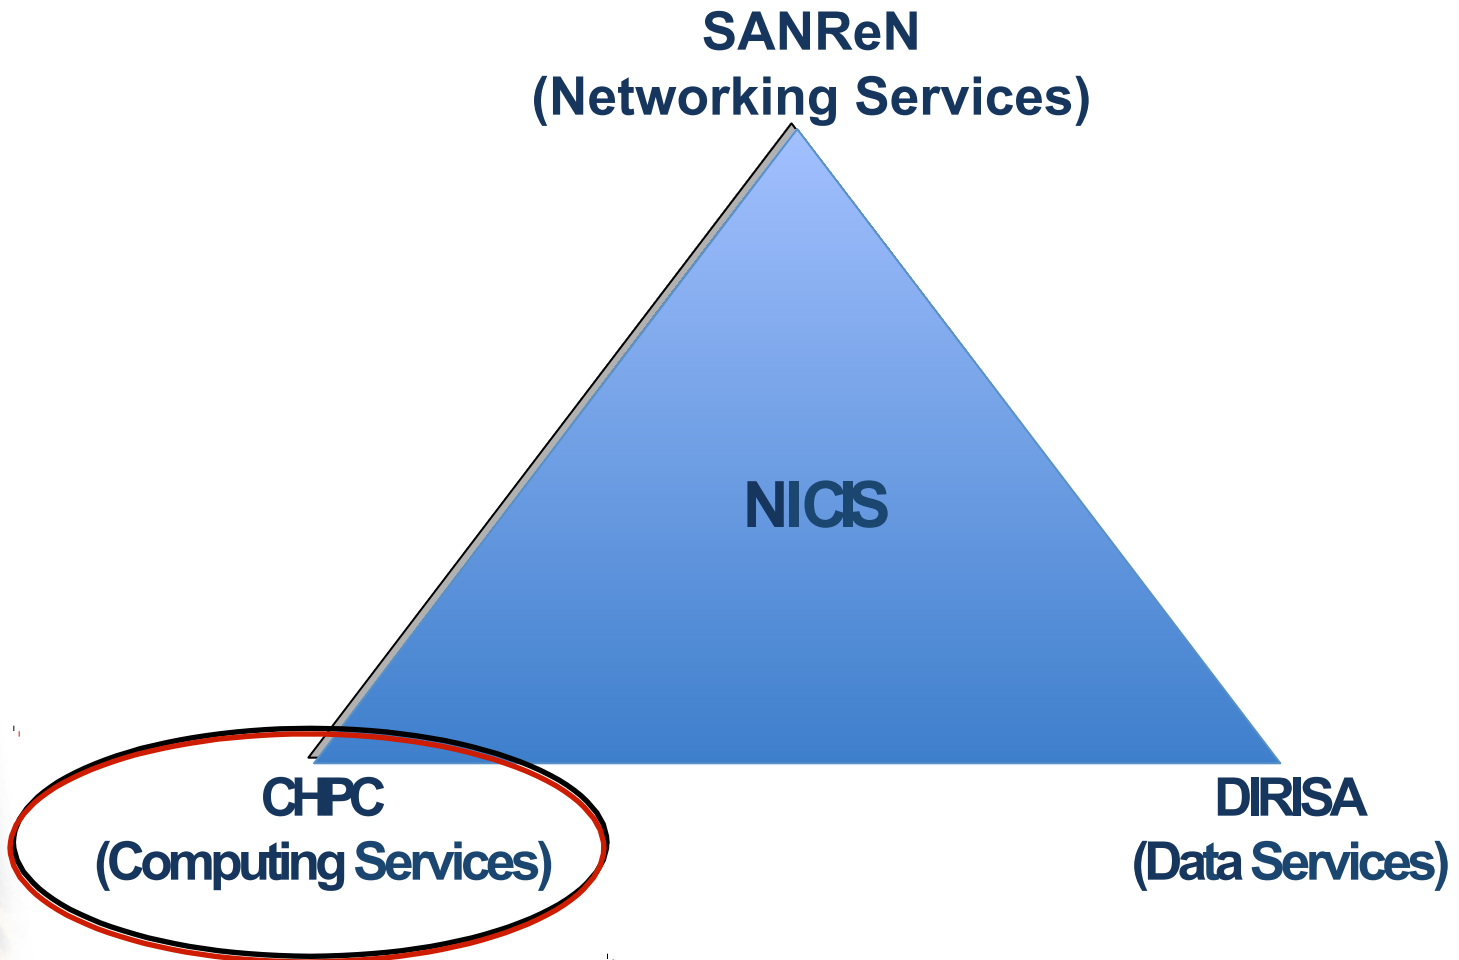 SANReN
(Networking Services)
NICIS
CHPC
(Computing Services)
DIRISA
(Data Services)